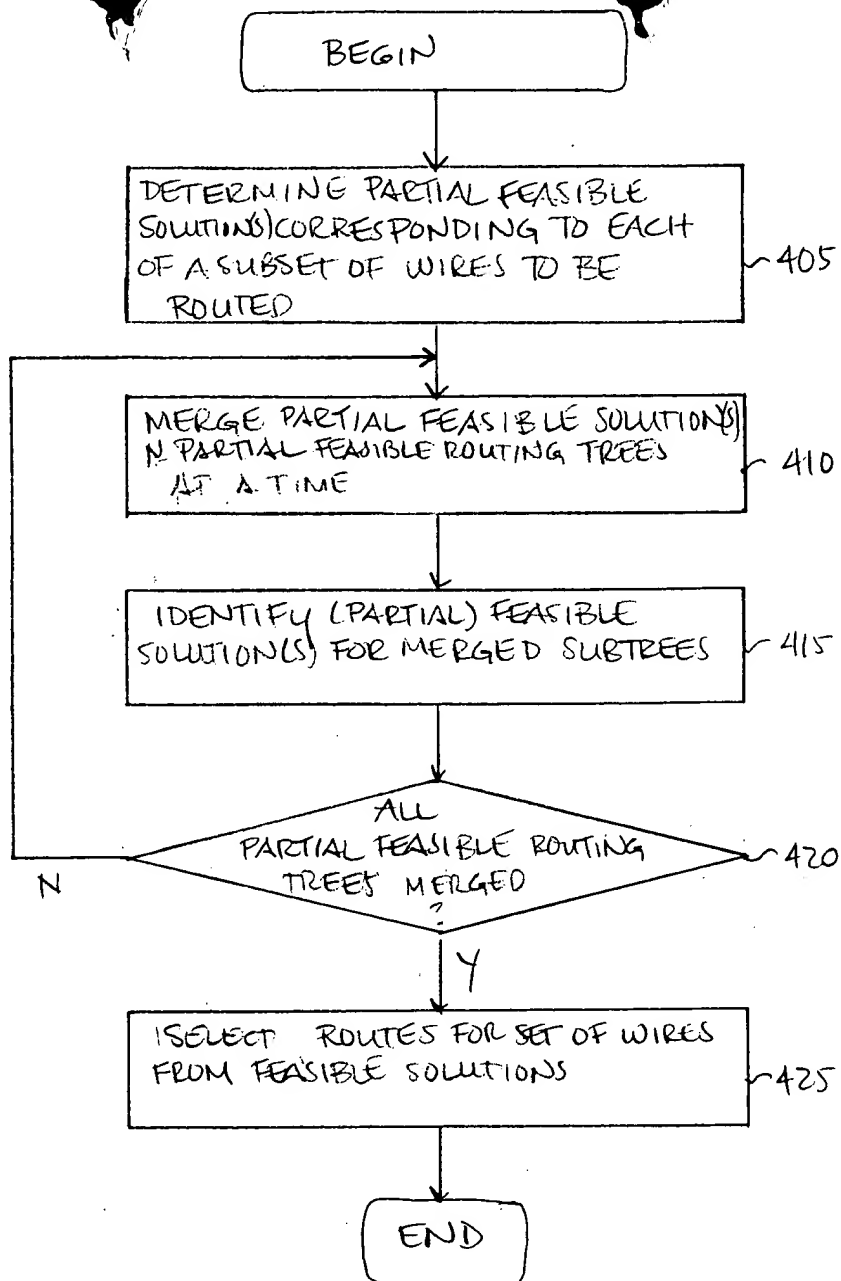 BEGIN
DETERMINE PARTIAL FEASIBLE
SOLUTION(S) CORRESPONDING TO EACH
OF A SUBSET OF WIRES TO BE
ROUTED
405
MERGE PARTIAL FEASIBLE SOLUTION(S)
N PARTIAL FEASIBLE ROUTING TREES
AT A TIME
410
IDENTIFY (PARTIAL) FEASIBLE
SOLUTION(S) FOR MERGED SUBTREES
415
ALL
PARTIAL FEASIBLE ROUTING
TREES MERGED
?
420
N
Y
SELECT ROUTES FOR SET OF WIRES
FROM FEASIBLE SOLUTIONS
425
END